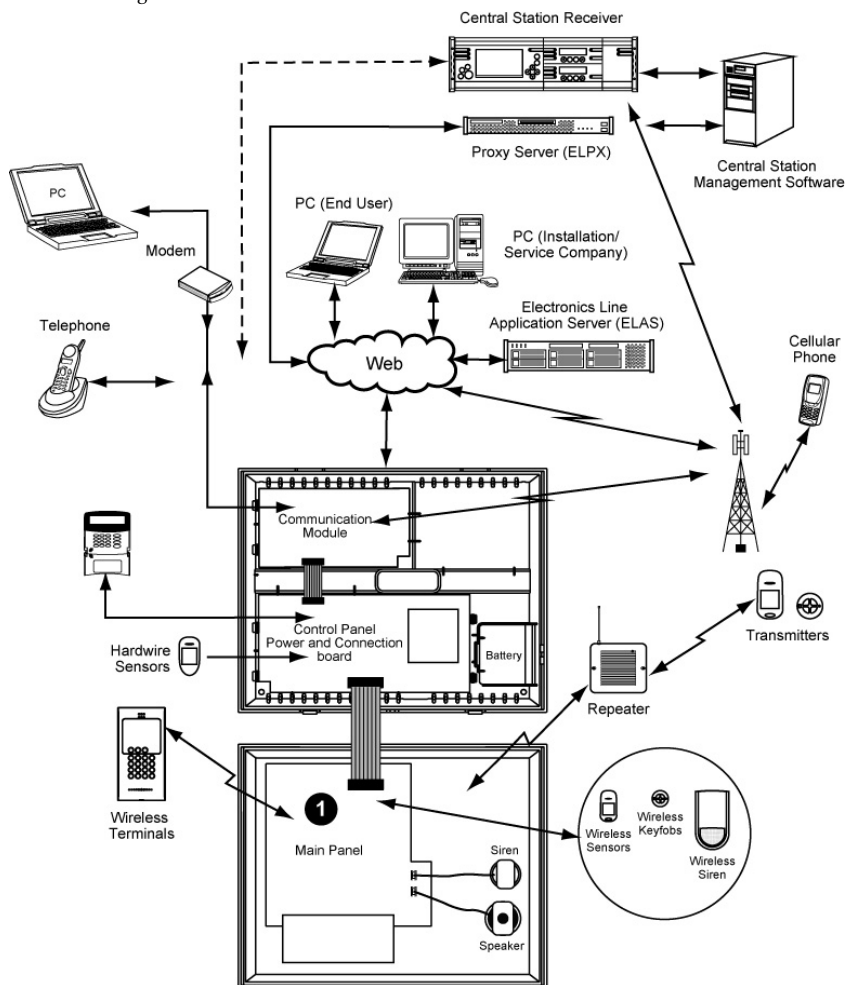 Central Station Receiver
Proxy Server (ELPX)
Central Station
Management Software
PC
PC (End User)
PC (Installation/
Service Company)
Modem
Electronics Line
Application Server (ELAS)
Telephone
Web
Cellular
Phone
Communication
Module
Control Panel
Power and Connection
board
Battery
Hardwire
Sensors
Transmitters
Repeater
Wireless
Terminals
1
Main Panel
Siren
Speaker
Wireless
Sensors
Wireless
Keyfobs
Wireless
Siren